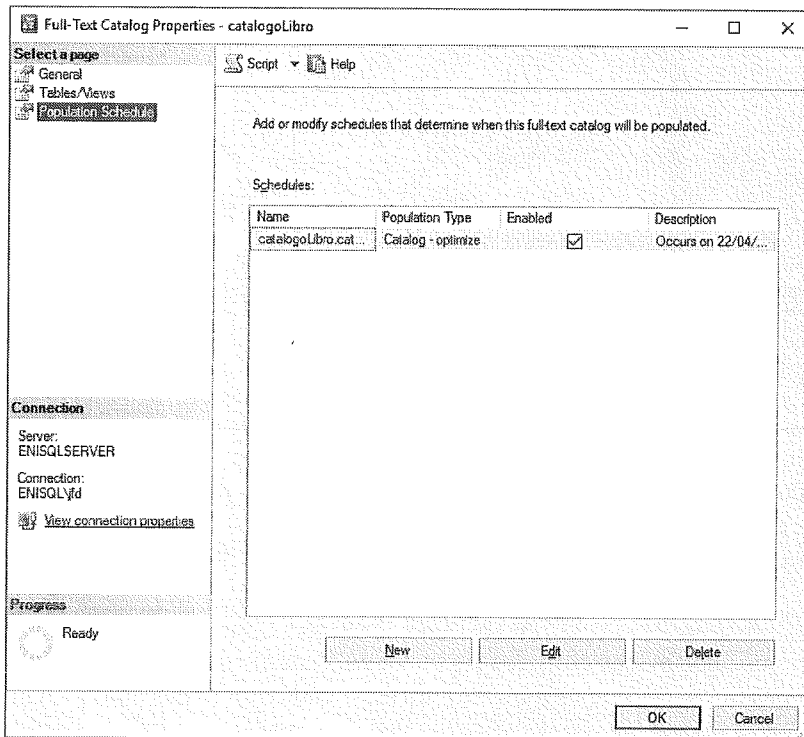 Full-Text Catalog Properties - catalogoLibro
Select a page
General
Tables/Views
Population Schedule
Script
Help
Add or modify schedules that determine when this full-text catalog will be populated.
Schedules:
Name Population Type Enabled Description
catalogoLibro.cat... Catalog - optimize Occurs on 22/04/...
Connection
Server:
ENISQLSERVER
Connection:
ENISQL\jfd
View connection properties
Progress
Ready
New Edit Delete
OK Cancel